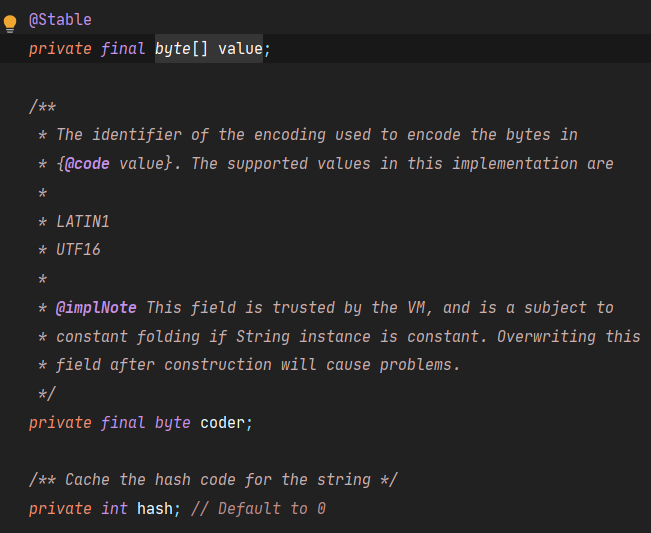 @Stable
private final byte[] value;
/**
* The identifier of the encoding used to encode the bytes in
* {@code value}. The supported values in this implementation are
*
* LATIN1
* UTF16
*
* @implNote This field is trusted by the VM, and is a subject to
* constant folding if String instance is constant. Overwriting this
* field after construction will cause problems.
*/
private final byte coder;
/** Cache the hash code for the string */
private int hash; // Default to 0